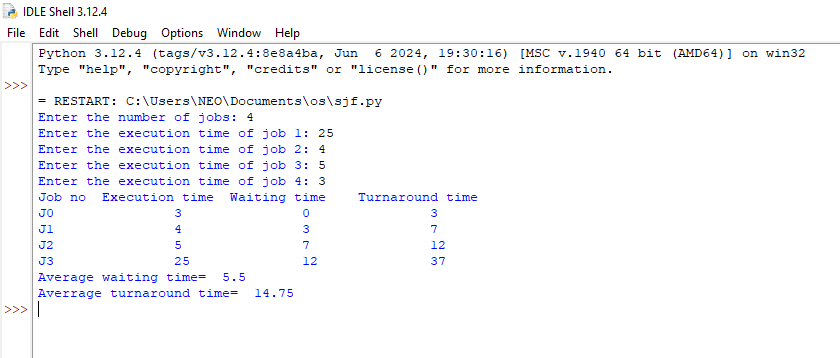 IDLE Shell 3.12.4
File Edit Shell Debug Options Window Help
Python 3.12.4 (tags/v3.12.4:8e8a4ba, Jun  6 2024, 19:30:16) [MSC v.1940 64 bit (AMD64)] on win32
Type "help", "copyright", "credits" or "license()" for more information.
>>>
= RESTART: C:\Users\NEO\Documents\os\sjf.py
Enter the number of jobs: 4
Enter the execution time of job 1: 25
Enter the execution time of job 2: 4
Enter the execution time of job 3: 5
Enter the execution time of job 4: 3
Job no  Execution time  Waiting time    Turnaround time
J0               3               0               3
J1               4               3               7
J2               5               7               12
J3               25              12              37
Average waiting time=  5.5
Averrage turnaround time=  14.75
>>>